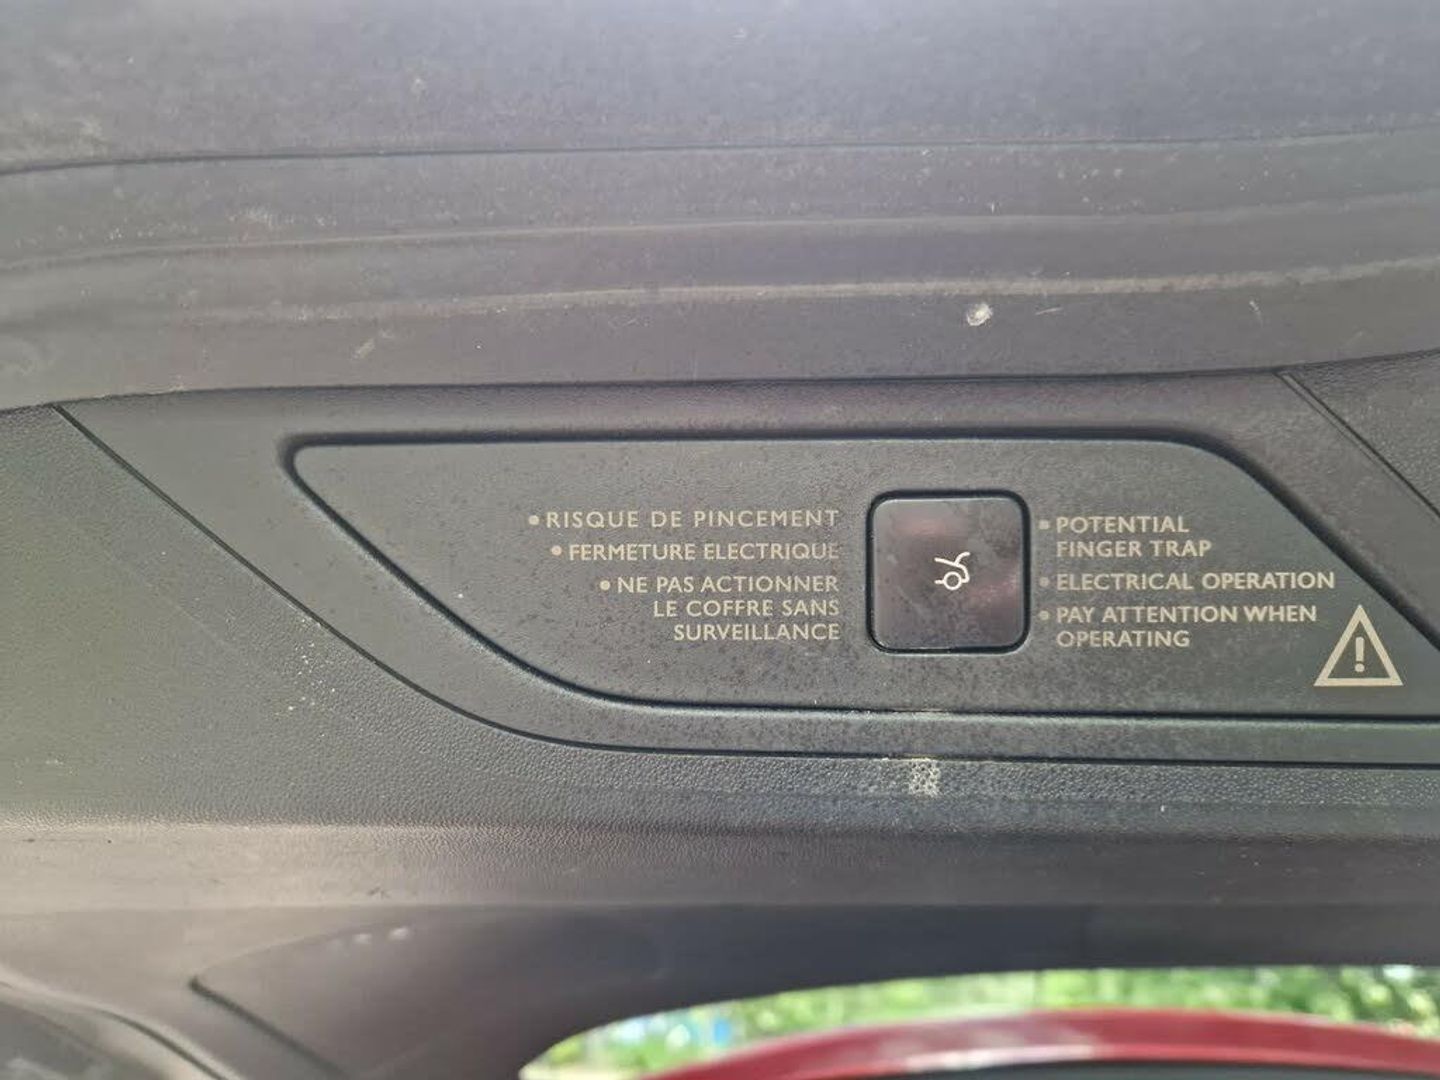 • RISQUE DE PINCEMENT
• FERMETURE ELECTRIQUE
• NE PAS ACTIONNER
LE COFFRE SANS
SURVEILLANCE
• POTENTIAL
FINGER TRAP
• ELECTRICAL OPERATION
• PAY ATTENTION WHEN
OPERATING